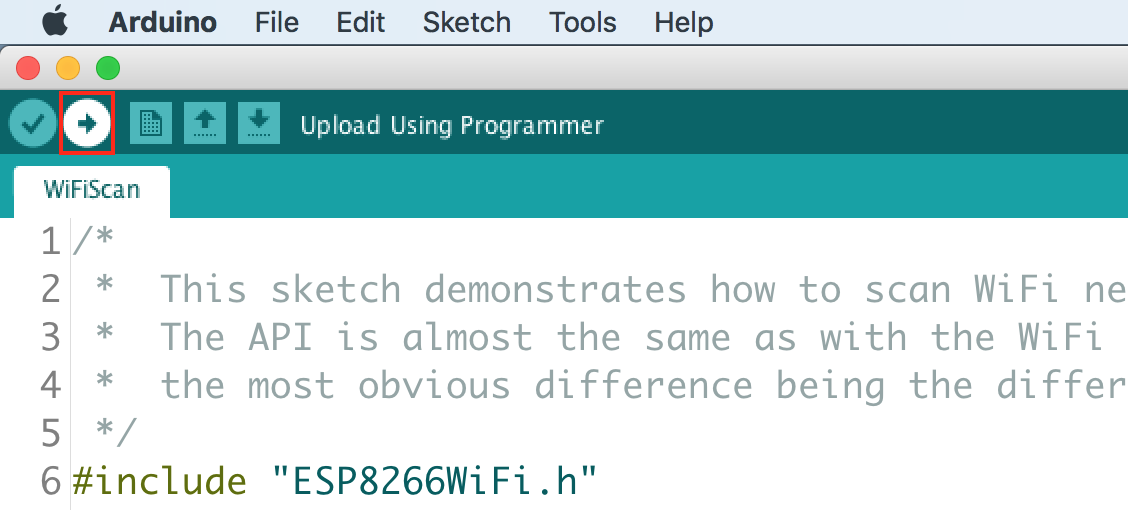 Arduino File Edit Sketch Tools Help
Upload Using Programmer
WiFiScan
1 /*
2  *  This sketch demonstrates how to scan WiFi ne
3  *  The API is almost the same as with the WiFi
4  *  the most obvious difference being the differ
5  */
6 #include "ESP8266WiFi.h"